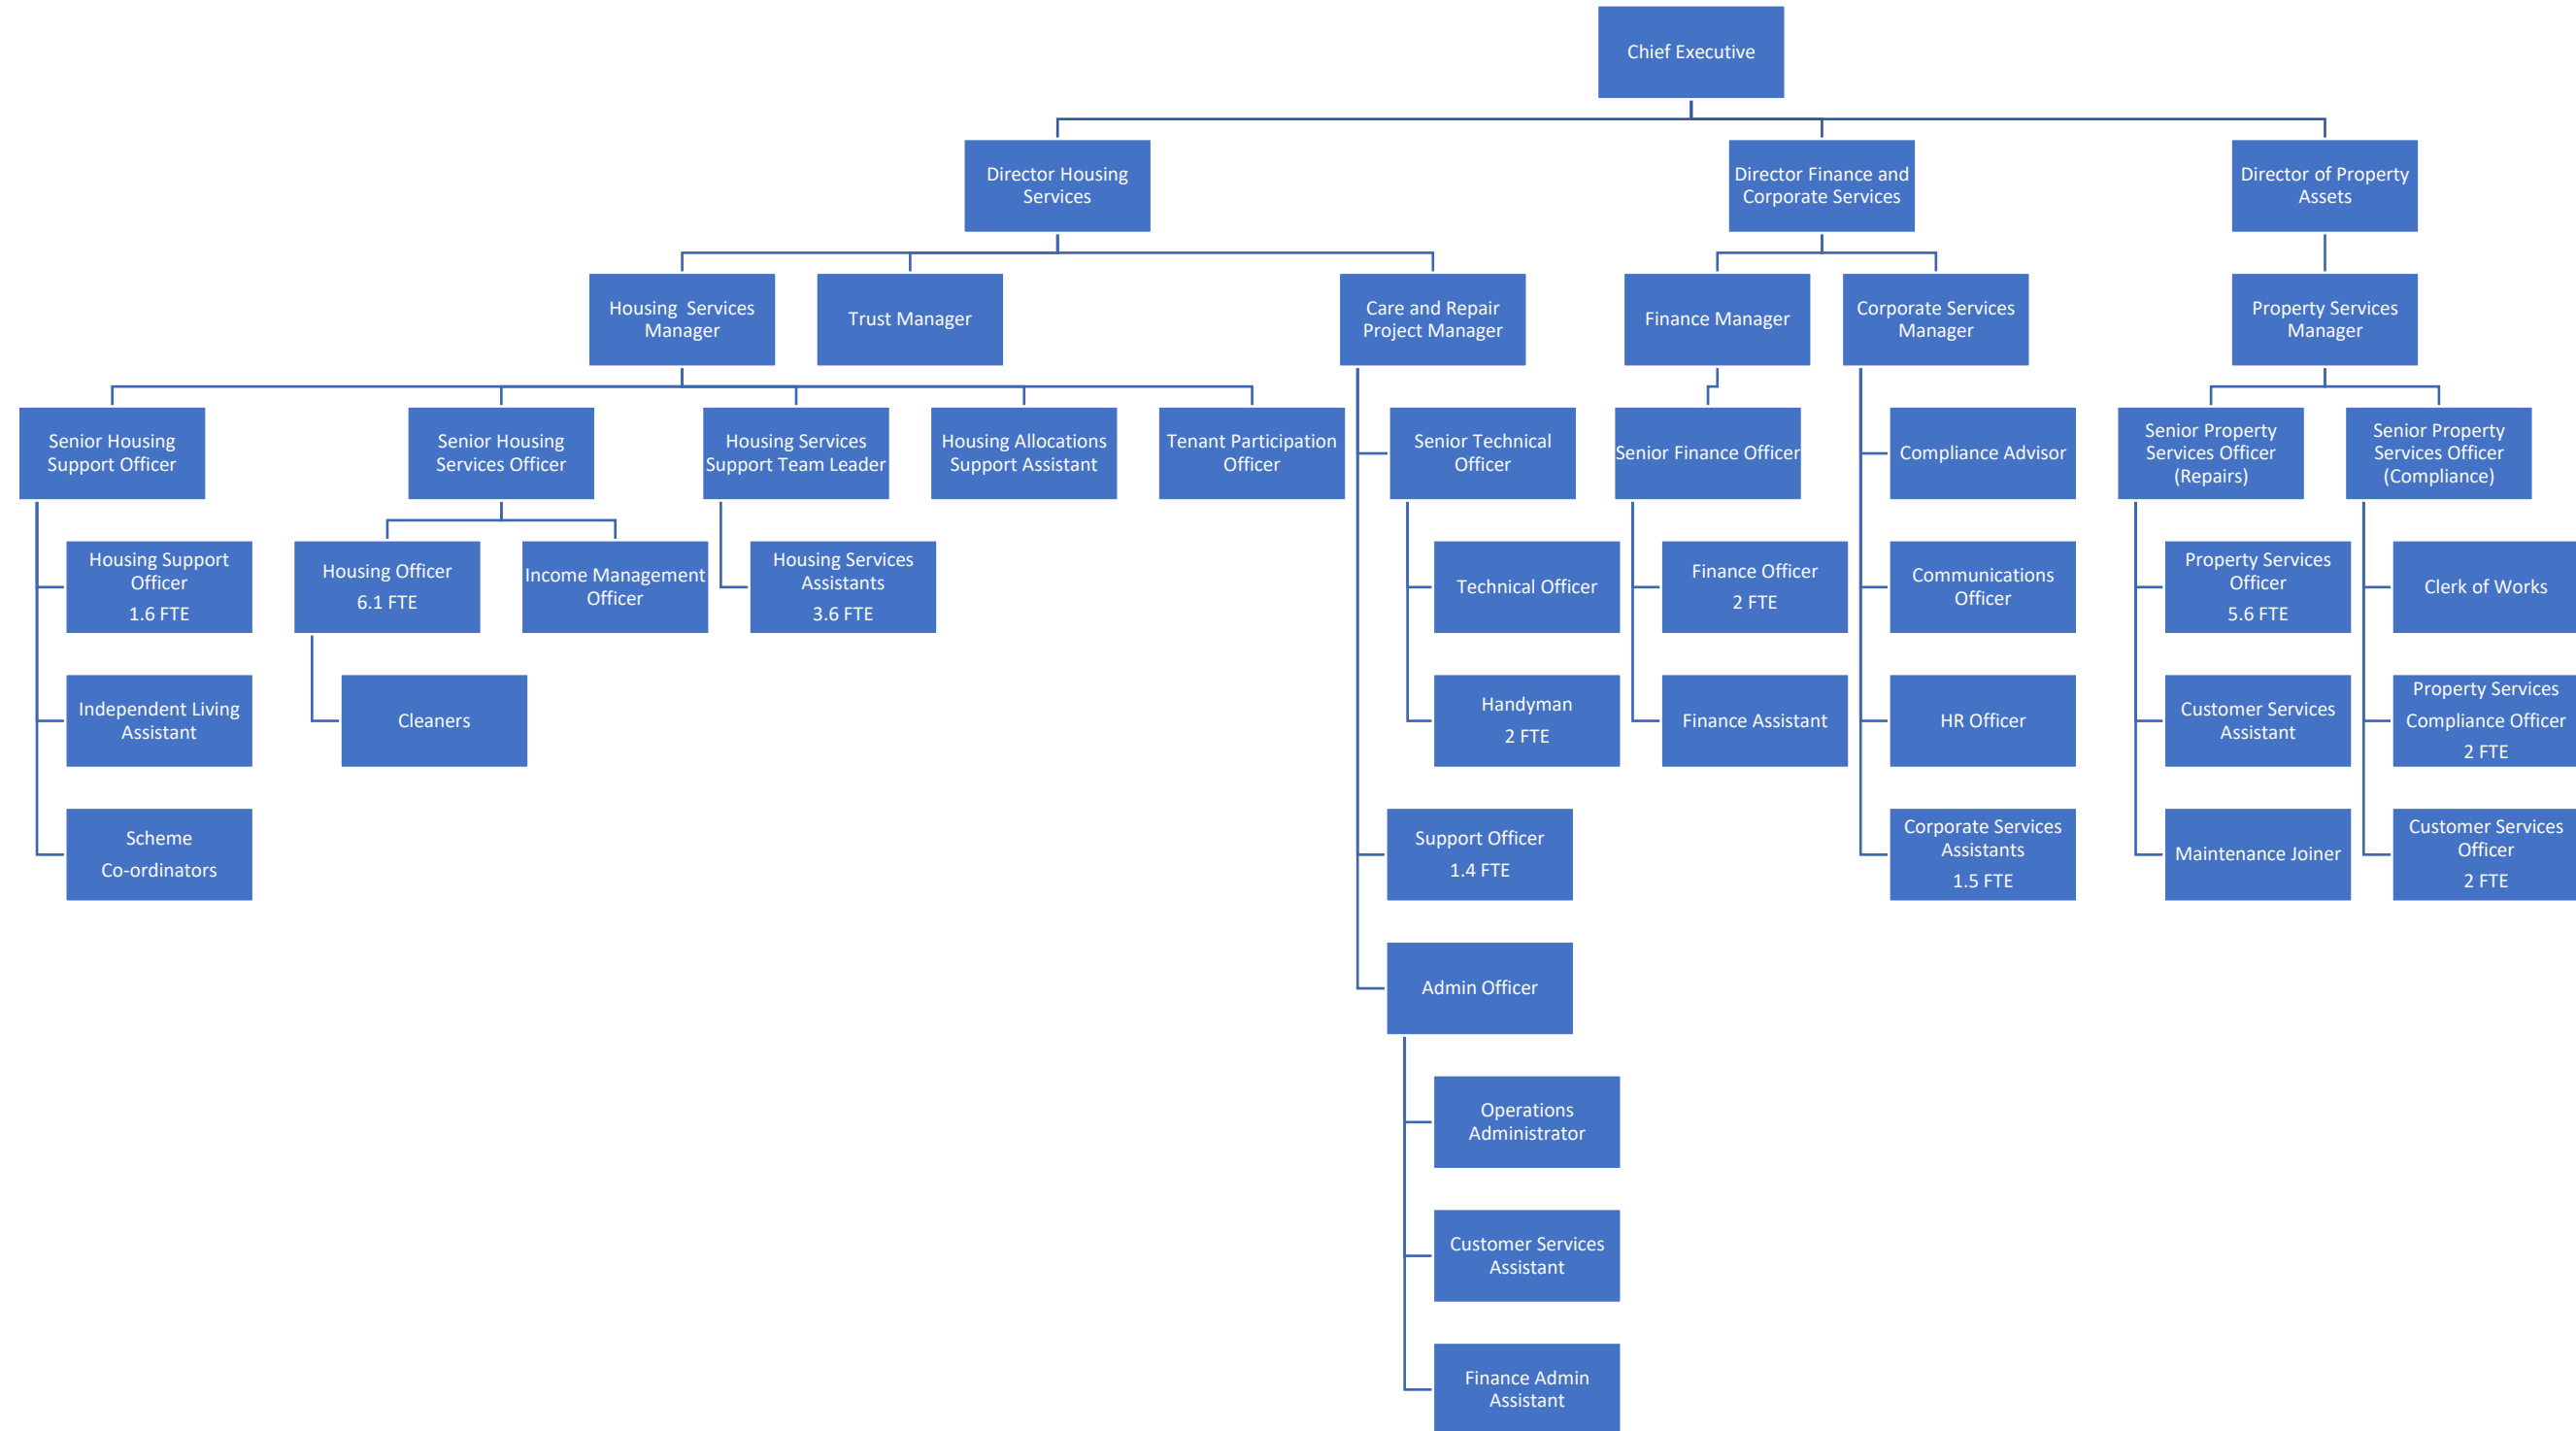 Chief Executive
Director Housing
Services
Director Finance and
Corporate Services
Director of Property
Assets
Housing  Services
Manager
Trust Manager
Care and Repair
Project Manager
Finance Manager
Corporate Services
Manager
Property Services
Manager
Senior Housing
Support Officer
Senior Housing
Services Officer
Housing Services
Support Team Leader
Housing Allocations
Support Assistant
Tenant Participation
Officer
Senior Technical
Officer
Senior Finance Officer
Compliance Advisor
Senior Property
Services Officer
(Repairs)
Senior Property
Services Officer
(Compliance)
Housing Support
Officer
1.6 FTE
Housing Officer
6.1 FTE
Income Management
Officer
Housing Services
Assistants
3.6 FTE
Technical Officer
Finance Officer
2 FTE
Communications
Officer
Property Services
Officer
5.6 FTE
Clerk of Works
Independent Living
Assistant
Cleaners
Handyman
2 FTE
Finance Assistant
HR Officer
Customer Services
Assistant
Property Services
Compliance Officer
2 FTE
Scheme
Co-ordinators
Support Officer
1.4 FTE
Corporate Services
Assistants
1.5 FTE
Maintenance Joiner
Customer Services
Officer
2 FTE
Admin Officer
Operations
Administrator
Customer Services
Assistant
Finance Admin
Assistant